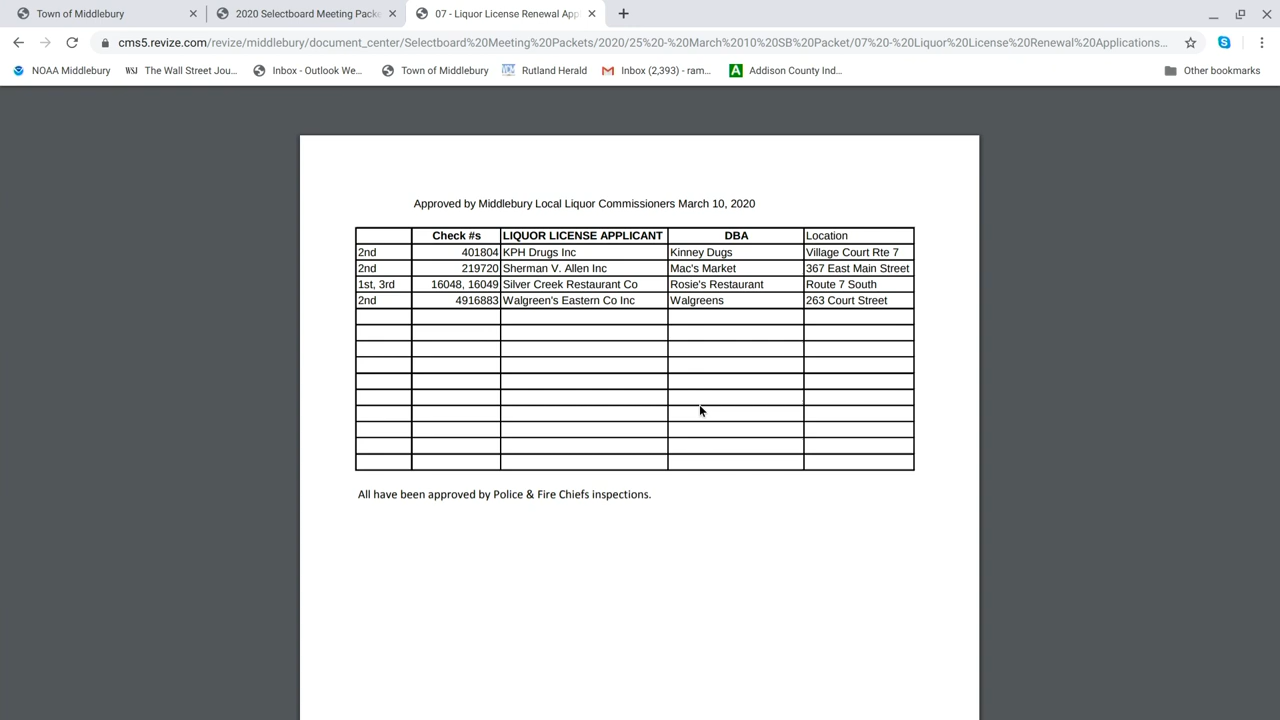 Town of Middlebury
2020 Selectboard Meeting Packe
07 - Liquor License Renewal App
cms5.revize.com/revize/middlebury/document_center/Selectboard%20Meeting%20Packets/2020/25%20-%20March%2010%20SB%20Packet/07%20-%20Liquor%20License%20Renewal%20Applications...
NOAA Middlebury
WSJ The Wall Street Jou...
Inbox - Outlook We...
Town of Middlebury
Rutland Herald
Inbox (2,393) - ram...
A Addison County Ind...
Other bookmarks
Approved by Middlebury Local Liquor Commissioners March 10, 2020
Check #s LIQUOR LICENSE APPLICANT DBA Location
2nd 401804 KPH Drugs Inc Kinney Dugs Village Court Rte 7
2nd 219720 Sherman V. Allen Inc Mac's Market 367 East Main Street
1st, 3rd 16048, 16049 Silver Creek Restaurant Co Rosie's Restaurant Route 7 South
2nd 4916883 Walgreen's Eastern Co Inc Walgreens 263 Court Street
All have been approved by Police & Fire Chiefs inspections.